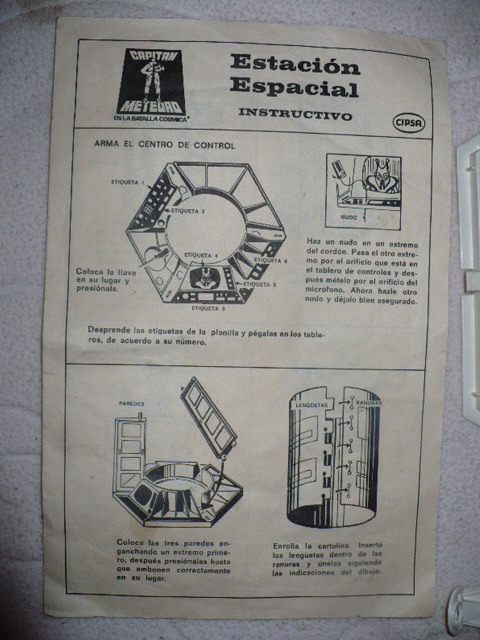 CAPITAN
METEORO
EN LA BATALLA COSMICA
Estación
Espacial
INSTRUCTIVO
CIPSA
ARMA EL CENTRO DE CONTROL
ETIQUETA 1
ETIQUETA 2
ETIQUETA 4
ETIQUETA 6
ETIQUETA 5
ETIQUETA 3
Coloca la llave
en su lugar y
presiónala.
NUDO
Haz un nudo en un extremo
del cordón. Pasa el otro extre-
mo por el orificio que está en
el tablero de controles y des-
pués mételo por el orificio del
micrófono. Ahora hazle otro
nudo y déjalo bien asegurado.
Desprende las etiquetas de la planilla y pégalas en los table-
ros, de acuerdo a su número.
PAREDES
Coloca las tres paredes en-
ganchando un extremo prime-
ro, después presiónalas hasta
que embonen correctamente
en su lugar.
LENGUETAS
RANURAS
Enrolla la cartulina. Inserta
las lengüetas dentro de las
ranuras y únelas siguiendo
las indicaciones del dibujo.